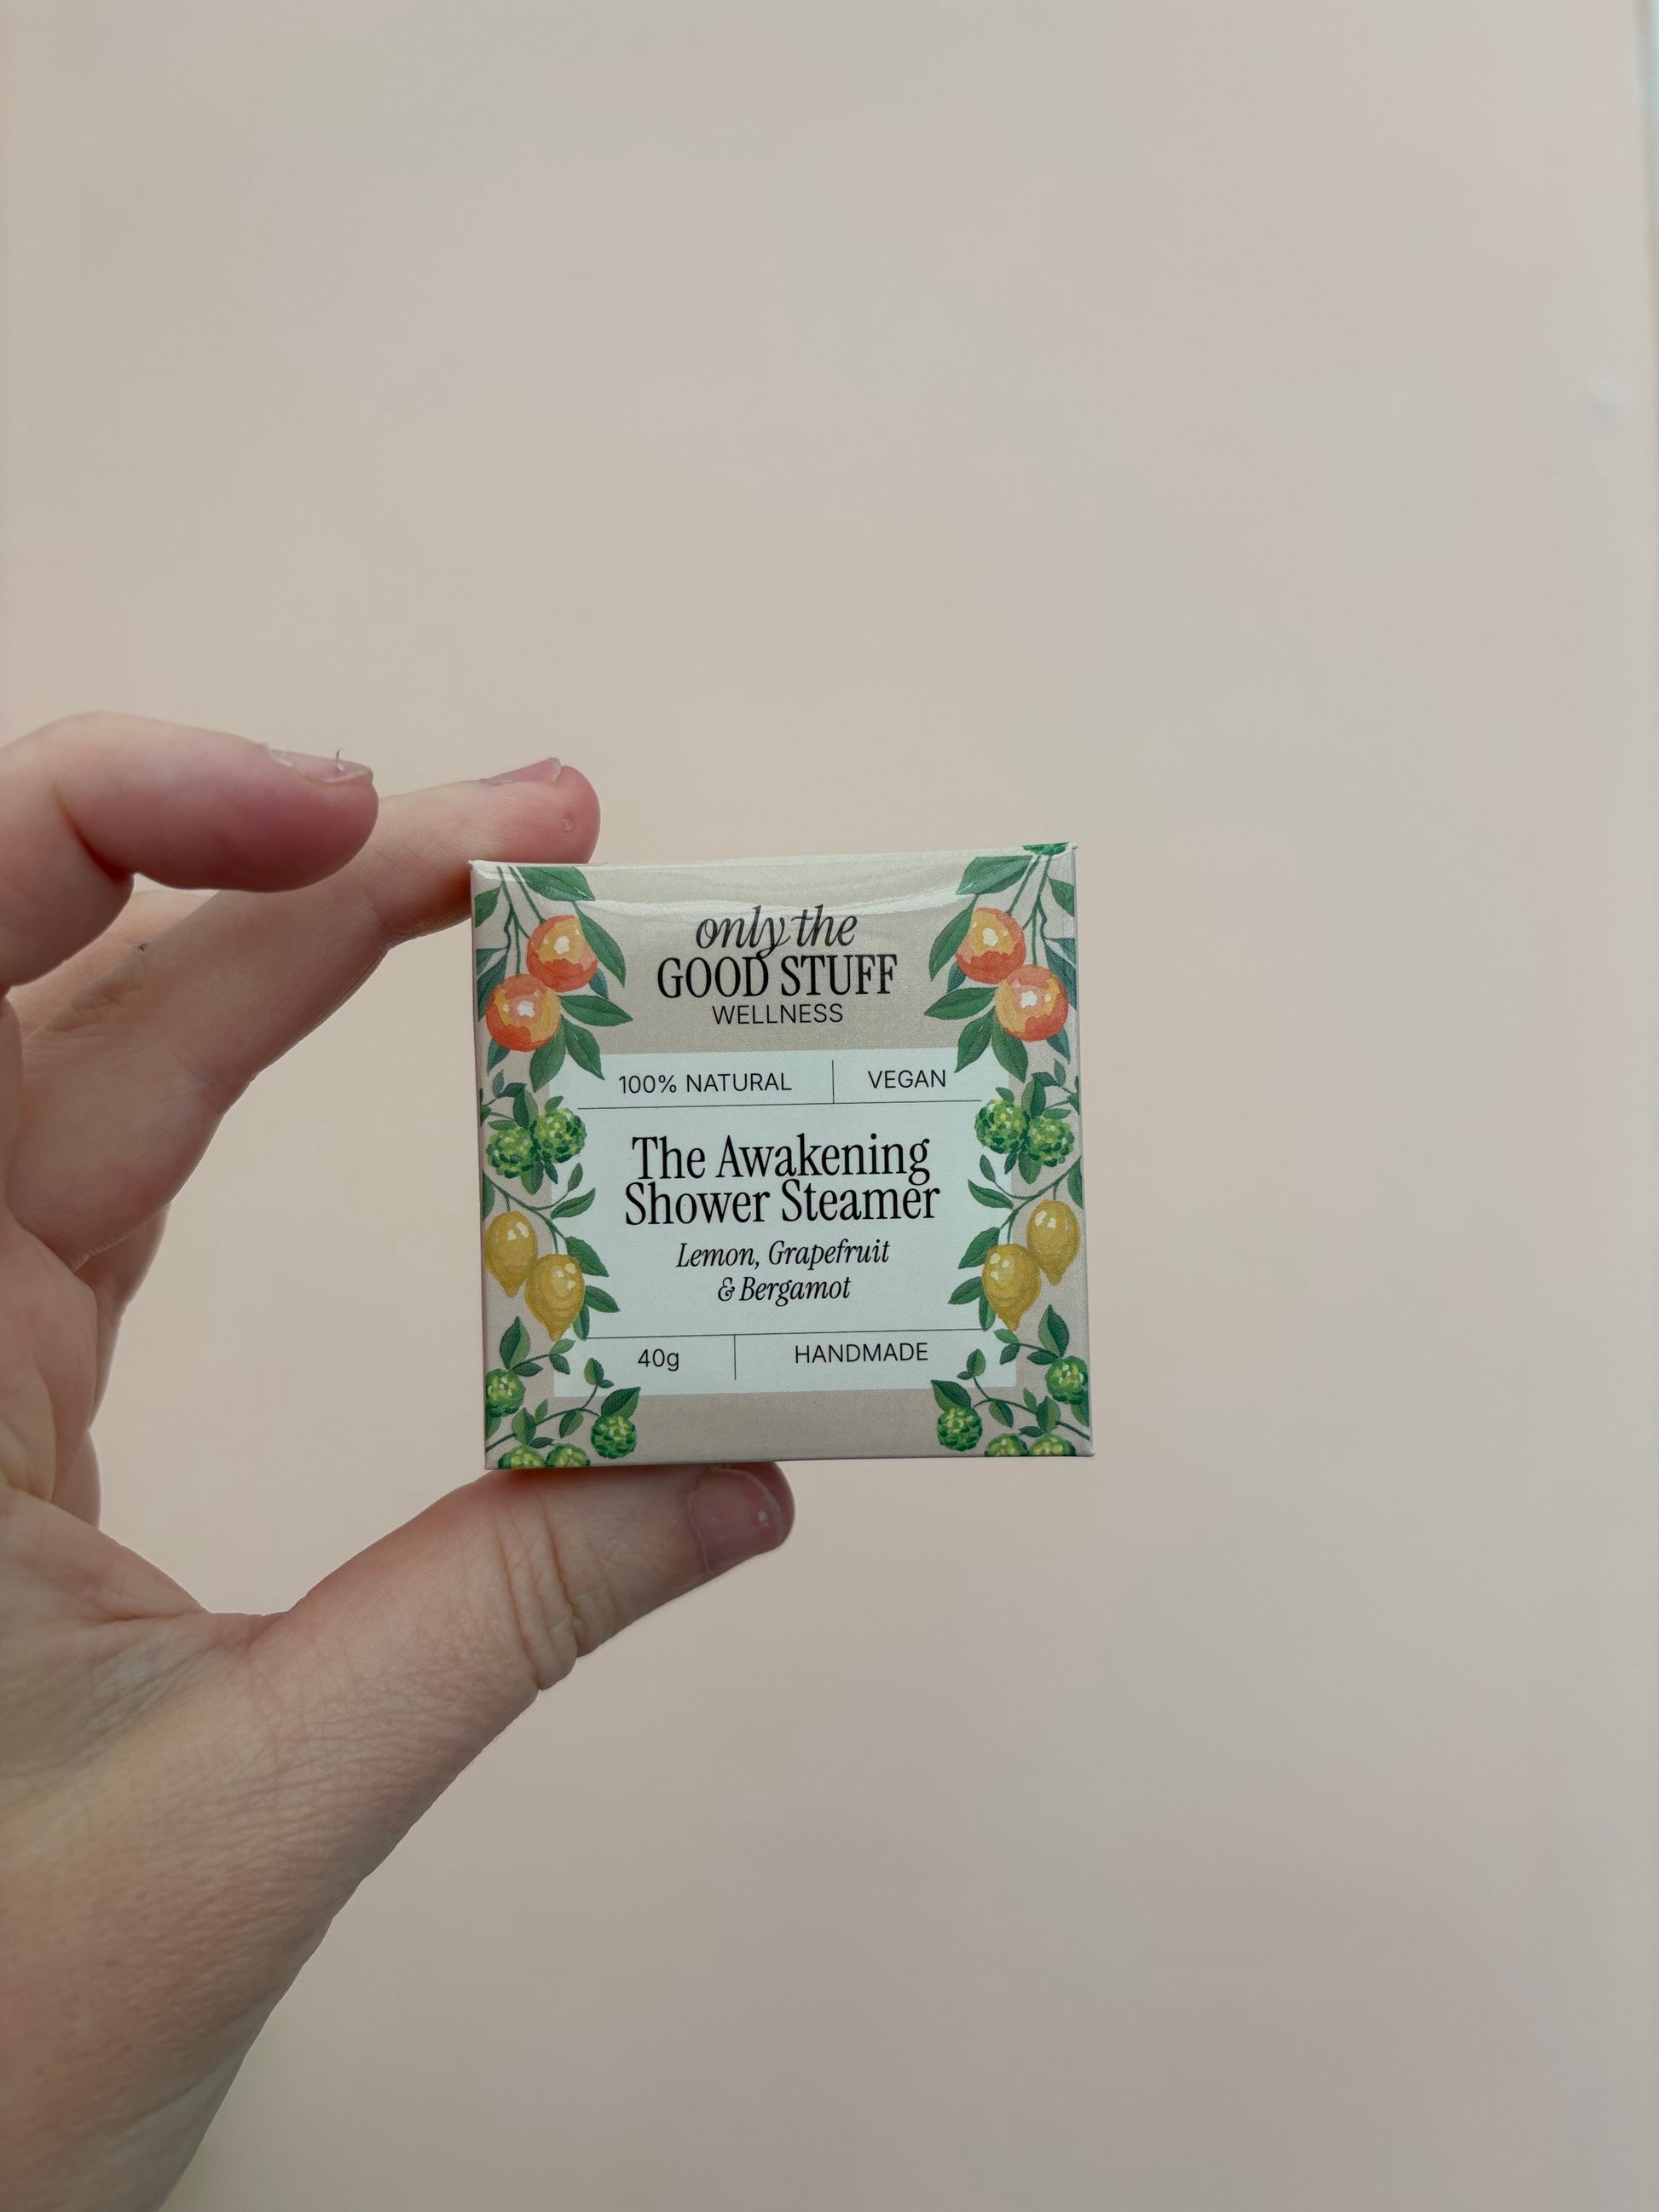 only the
GOOD STUFF
WELLNESS
100% NATURAL VEGAN
The Awakening
Shower Steamer
Lemon, Grapefruit
& Bergamot
40g HANDMADE